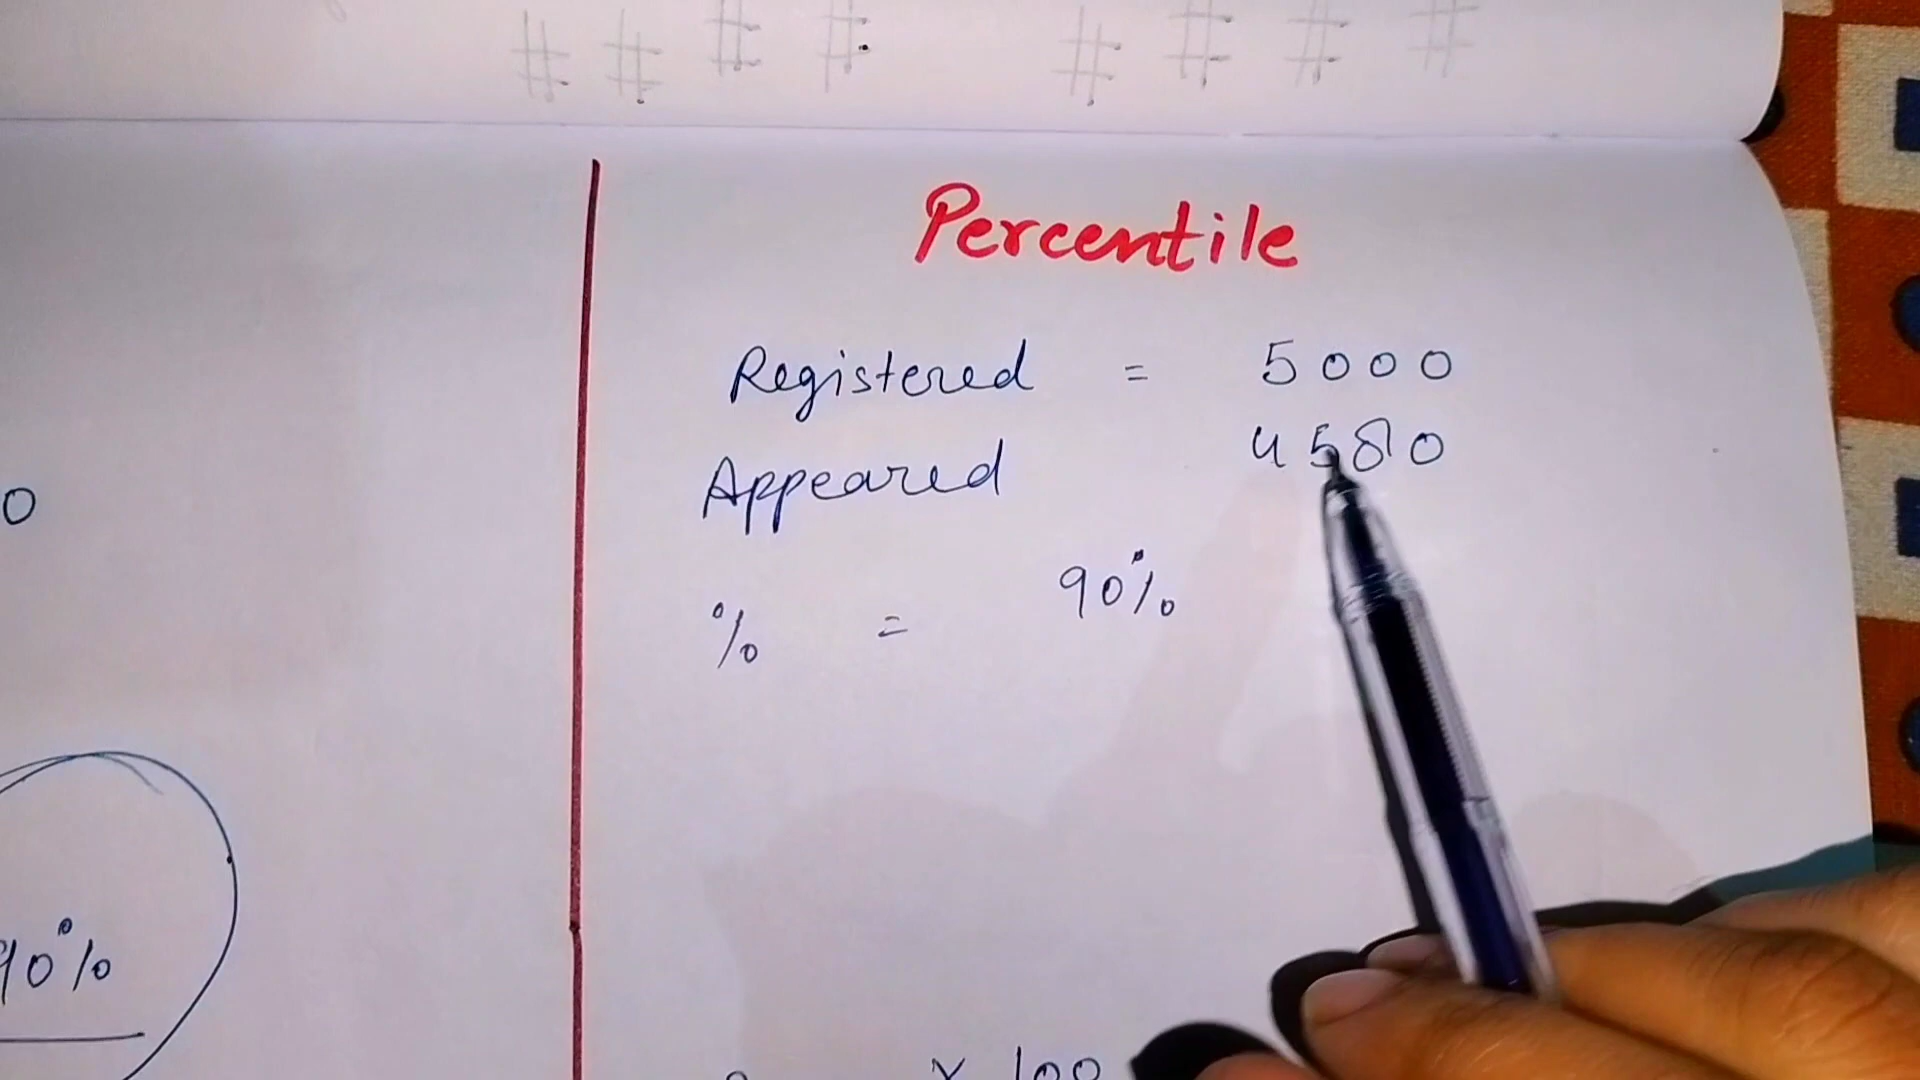 # # # # # # # #
Percentile
Registered = 5000
Appeared 4580
0
% = 90%
90%
x 100